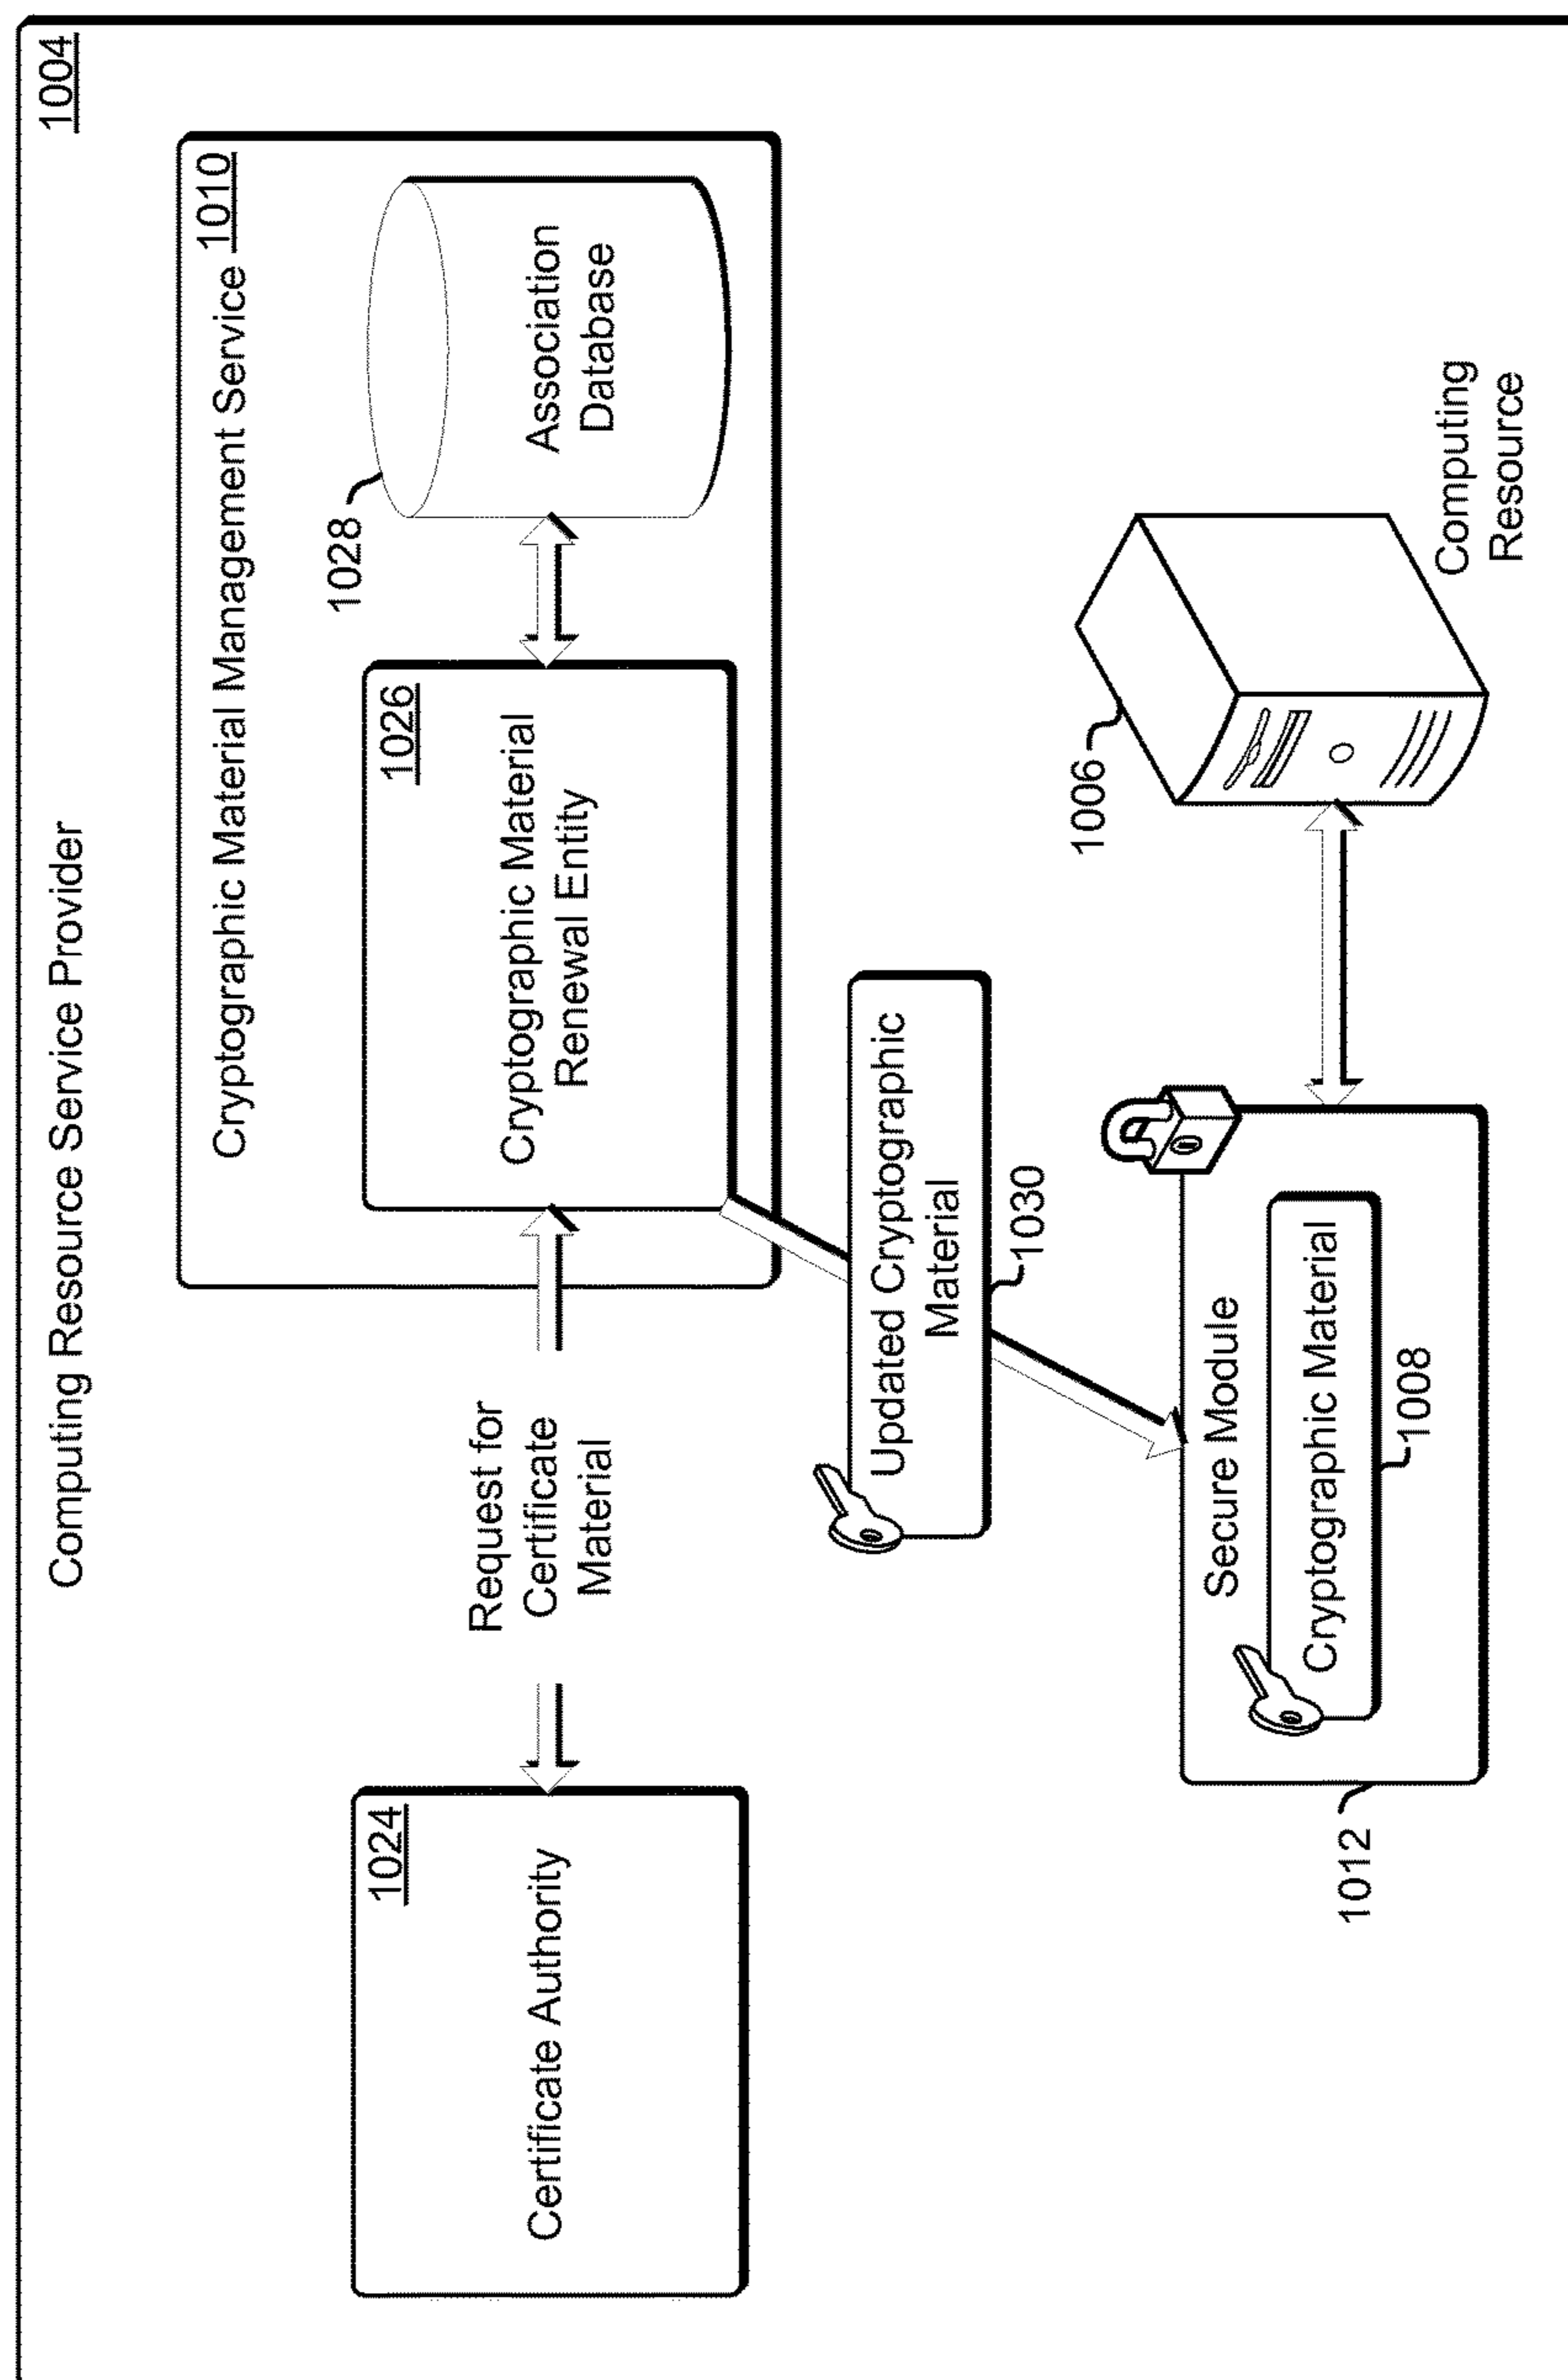 Computing Resource Service Provider
1004
Cryptographic Material Management Service 1010
1024
Certificate Authority
Request for
Certificate
Material
1026
Cryptographic Material
Renewal Entity
1028
Association
Database
Updated Cryptographic
Material
1030
1012
Secure Module
Cryptographic Material
1008
1006
Computing
Resource